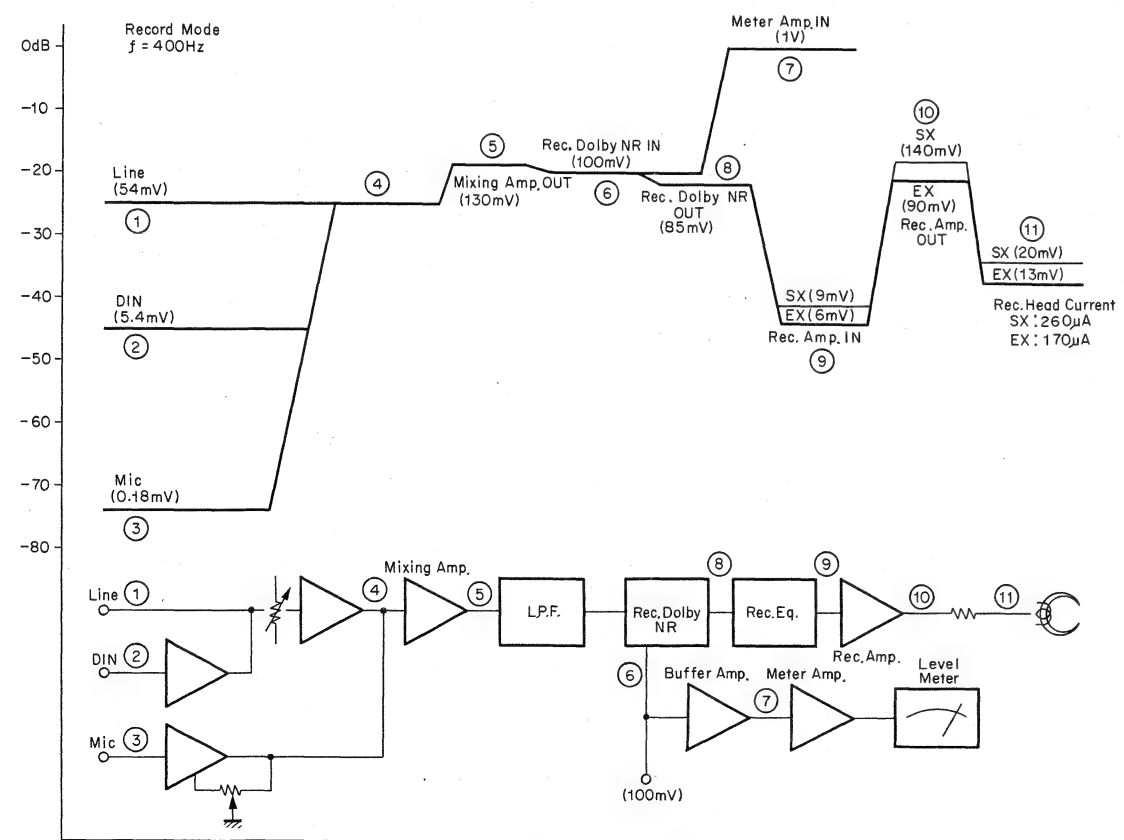 Record Mode
f = 400Hz
0dB
-10
-20
-30
-40
-50
-60
-70
-80
Line
(54mV)
1
DIN
(5.4mV)
2
Mic
(0.18mV)
3
4
5
Mixing Amp. OUT
(130mV)
Rec. Dolby NR IN
(100mV)
6
Meter Amp. IN
(1V)
7
8
Rec. Dolby NR
OUT
(85mV)
SX(9mV)
EX(6mV)
Rec. Amp. IN
9
10
SX
(140mV)
EX
(90mV)
Rec. Amp.
OUT
11
SX(20mV)
EX(13mV)
Rec. Head Current
SX: 260μA
EX: 170μA
Line 1
DIN 2
Mic 3
4
Mixing Amp.
5
L.P.F.
Rec. Dolby
NR
8
Rec. Eq.
9
Rec. Amp.
10
11
6
(100mV)
Buffer Amp.
7
Meter Amp.
Level
Meter